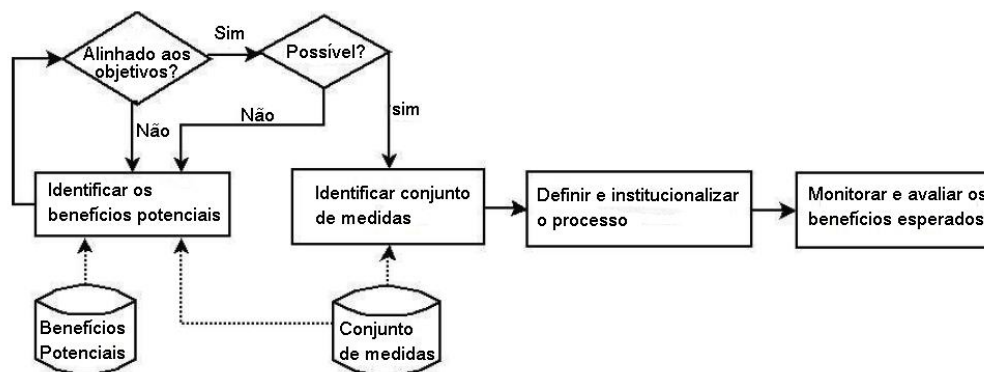 Alinhado aos
objetivos?
Sim
Possível?
Não
Não
sim
Identificar os
benefícios potenciais
Identificar conjunto
de medidas
Definir e institucionalizar
o processo
Monitorar e avaliar os
benefícios esperados
Benefícios
Potenciais
Conjunto
de medidas